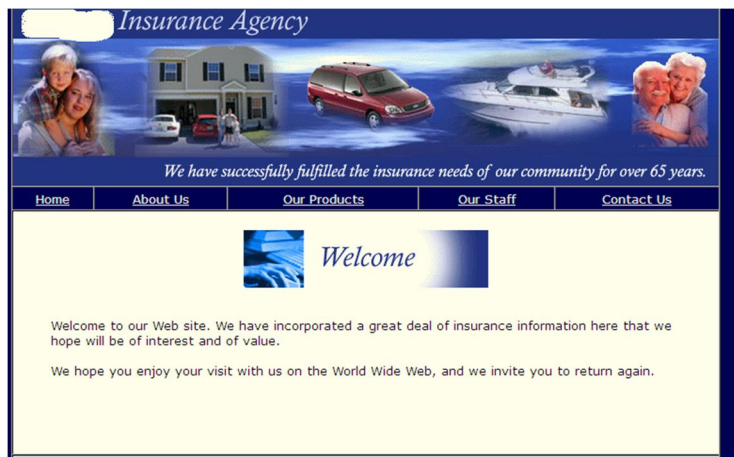 Insurance Agency
We have successfully fulfilled the insurance needs of our community for over 65 years.
Home About Us Our Products Our Staff Contact Us
Welcome
Welcome to our Web site. We have incorporated a great deal of insurance information here that we
hope will be of interest and of value.
We hope you enjoy your visit with us on the World Wide Web, and we invite you to return again.